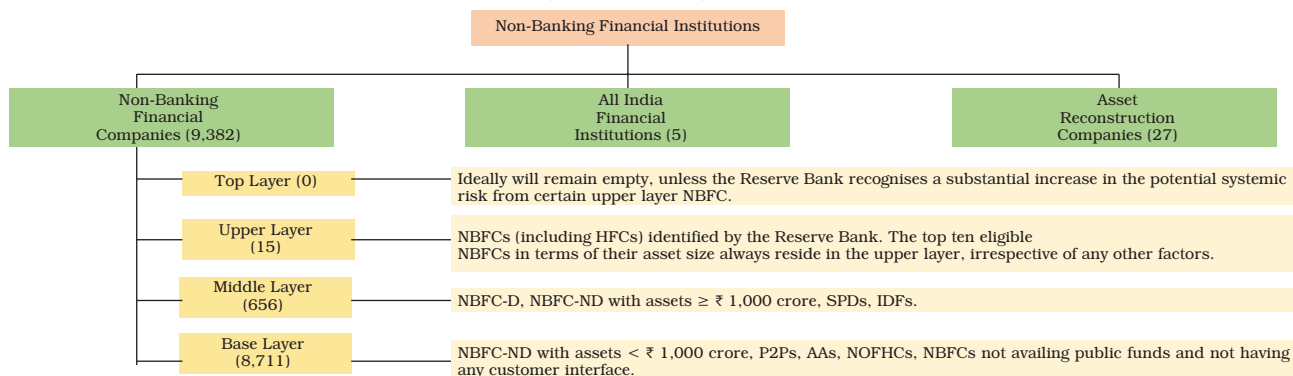 Non-Banking Financial Institutions
Non-Banking
Financial
Companies (9,382)
All India
Financial
Institutions (5)
Asset
Reconstruction
Companies (27)
Top Layer (0)
Ideally will remain empty, unless the Reserve Bank recognises a substantial increase in the potential systemic
risk from certain upper layer NBFC.
Upper Layer
(15)
NBFCs (including HFCs) identified by the Reserve Bank. The top ten eligible
NBFCs in terms of their asset size always reside in the upper layer, irrespective of any other factors.
Middle Layer
(656)
NBFC-D, NBFC-ND with assets ≥ ₹ 1,000 crore, SPDs, IDFs.
Base Layer
(8,711)
NBFC-ND with assets < ₹ 1,000 crore, P2Ps, AAs, NOFHCs, NBFCs not availing public funds and not having
any customer interface.